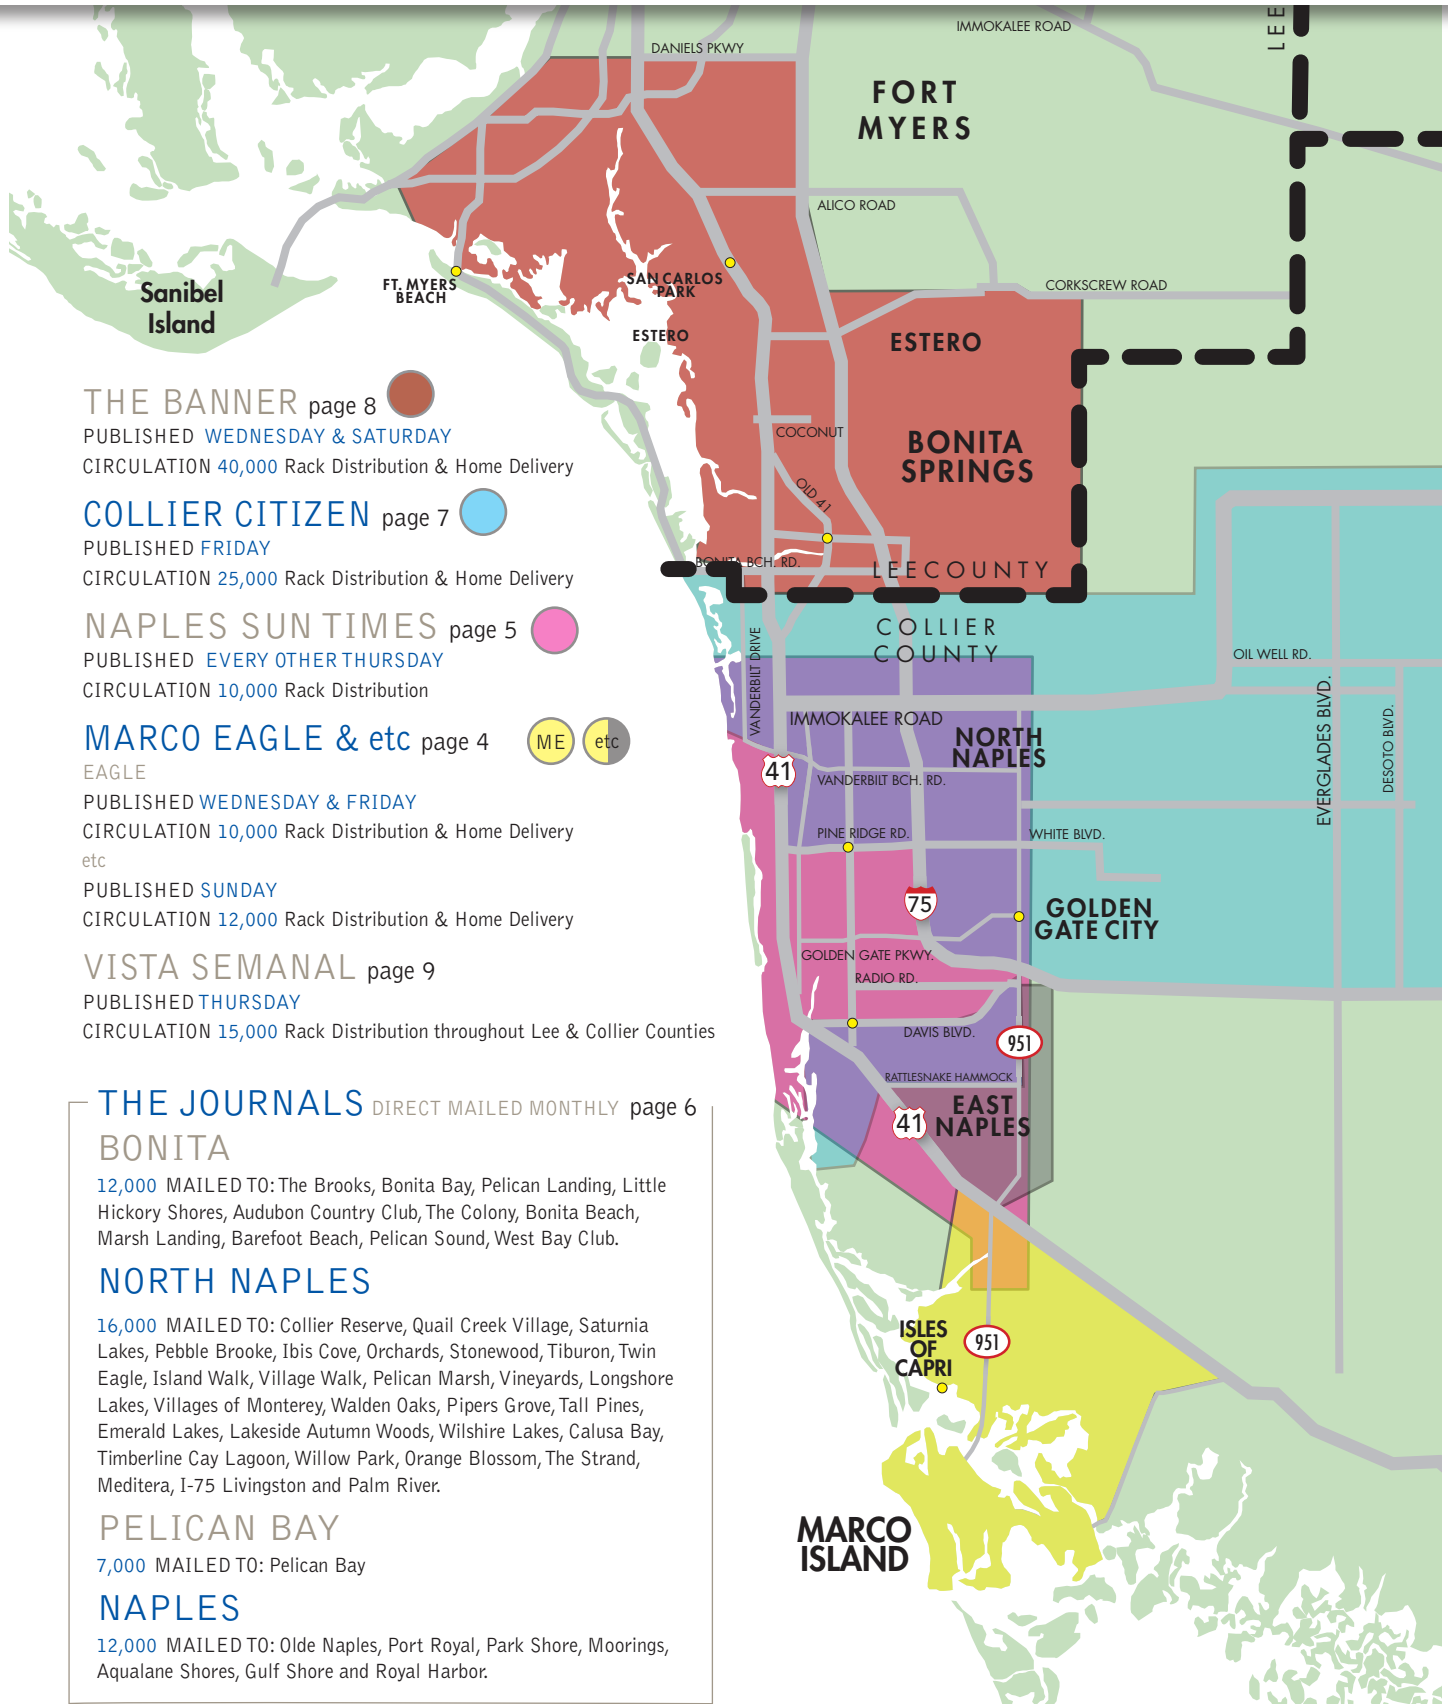 THE BANNER page 8
PUBLISHED WEDNESDAY & SATURDAY
CIRCULATION 40,000 Rack Distribution & Home Delivery
COLLIER CITIZEN page 7
PUBLISHED FRIDAY
CIRCULATION 25,000 Rack Distribution & Home Delivery
NAPLES SUN TIMES page 5
PUBLISHED EVERY OTHER THURSDAY
CIRCULATION 10,000 Rack Distribution
MARCO EAGLE & etc page 4
ME
etc
EAGLE
PUBLISHED WEDNESDAY & FRIDAY
CIRCULATION 10,000 Rack Distribution & Home Delivery
etc
PUBLISHED SUNDAY
CIRCULATION 12,000 Rack Distribution & Home Delivery
VISTA SEMANAL page 9
PUBLISHED THURSDAY
CIRCULATION 15,000 Rack Distribution throughout Lee & Collier Counties
THE JOURNALS DIRECT MAILED MONTHLY page 6
BONITA
12,000 MAILED TO: The Brooks, Bonita Bay, Pelican Landing, Little
Hickory Shores, Audubon Country Club, The Colony, Bonita Beach,
Marsh Landing, Barefoot Beach, Pelican Sound, West Bay Club.
NORTH NAPLES
16,000 MAILED TO: Collier Reserve, Quail Creek Village, Saturnia
Lakes, Pebble Brooke, Ibis Cove, Orchards, Stonewood, Tiburon, Twin
Eagle, Island Walk, Village Walk, Pelican Marsh, Vineyards, Longshore
Lakes, Villages of Monterey, Walden Oaks, Pipers Grove, Tall Pines,
Emerald Lakes, Lakeside Autumn Woods, Wilshire Lakes, Calusa Bay,
Timberline Cay Lagoon, Willow Park, Orange Blossom, The Strand,
Meditera, I-75 Livingston and Palm River.
PELICAN BAY
7,000 MAILED TO: Pelican Bay
NAPLES
12,000 MAILED TO: Olde Naples, Port Royal, Park Shore, Moorings,
Aqualane Shores, Gulf Shore and Royal Harbor.
IMMOKALEE ROAD
LEE
DANIELS PKWY
FORT
MYERS
ALICO ROAD
Sanibel
Island
FT. MYERS
BEACH
SAN CARLOS
PARK
CORKSCREW ROAD
ESTERO
ESTERO
COCONUT
BONITA
SPRINGS
OLD 41
BONITA BCH. RD.
LEE COUNTY
COLLIER
COUNTY
VANDERBILT DRIVE
OIL WELL RD.
EVERGLADES BLVD.
DESOTO BLVD.
IMMOKALEE ROAD
NORTH
NAPLES
41
VANDERBILT BCH. RD.
PINE RIDGE RD.
WHITE BLVD.
75
GOLDEN
GATE CITY
GOLDEN GATE PKWY.
RADIO RD.
DAVIS BLVD.
951
RATTLESNAKE HAMMOCK
EAST
NAPLES
41
ISLES
OF
CAPRI
951
MARCO
ISLAND